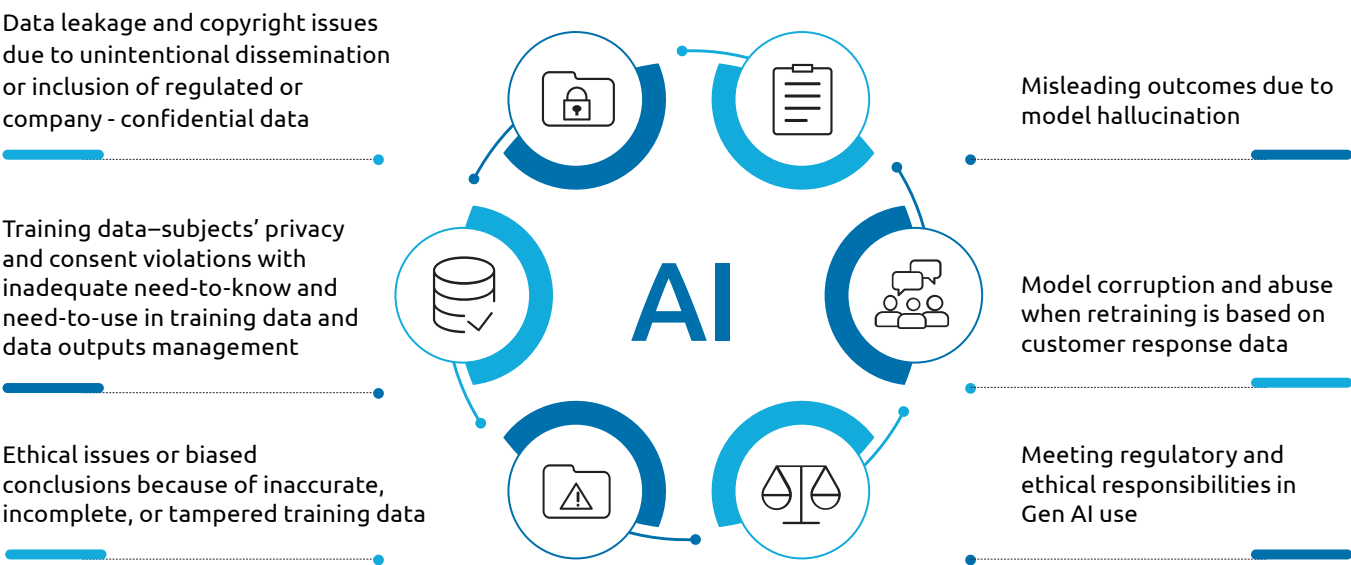 Data leakage and copyright issues
due to unintentional dissemination
or inclusion of regulated or
company - confidential data
Training data–subjects’ privacy
and consent violations with
inadequate need-to-know and
need-to-use in training data and
data outputs management
Ethical issues or biased
conclusions because of inaccurate,
incomplete, or tampered training data
AI
Misleading outcomes due to
model hallucination
Model corruption and abuse
when retraining is based on
customer response data
Meeting regulatory and
ethical responsibilities in
Gen AI use